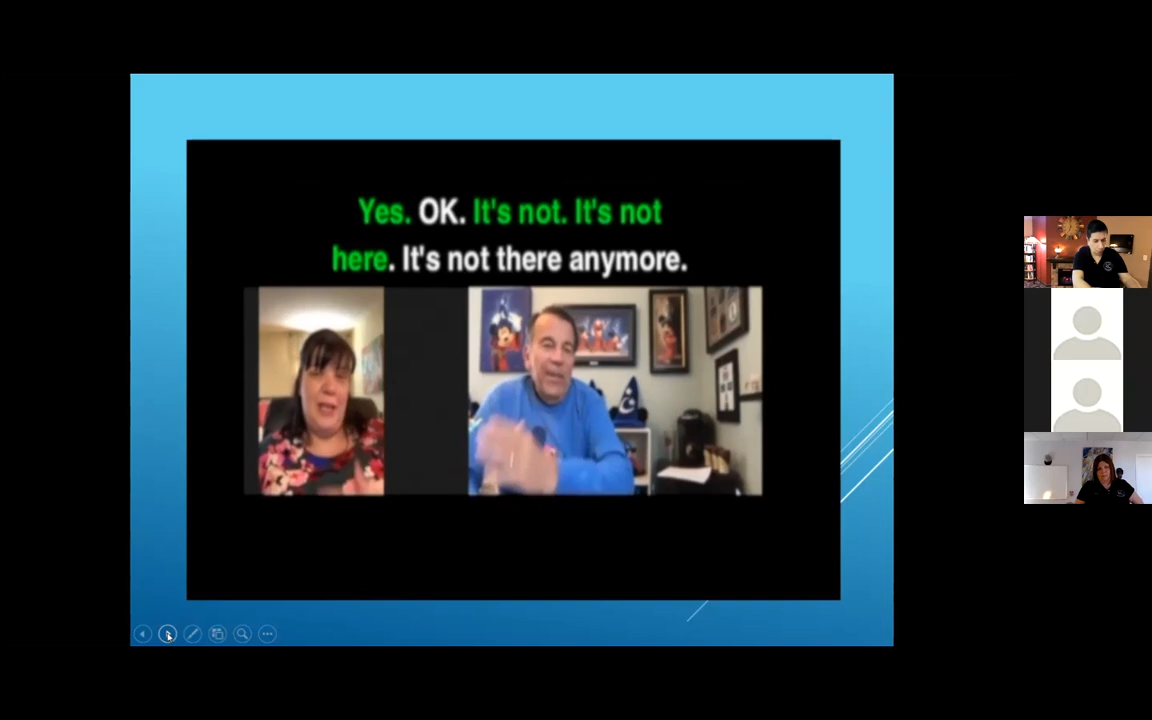 Yes. OK. It's not. It's not
here. It's not there anymore.